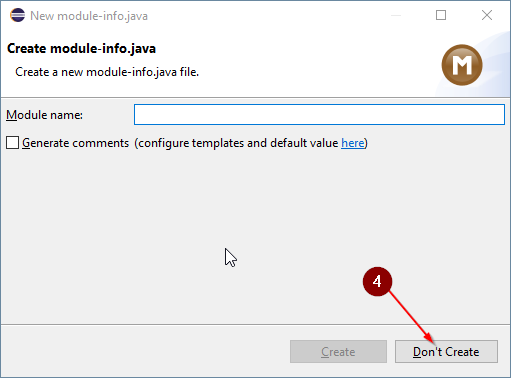 New module-info.java
Create module-info.java
Create a new module-info.java file.
M
Module name:
Generate comments (configure templates and default value here)
4
Create
Don't Create